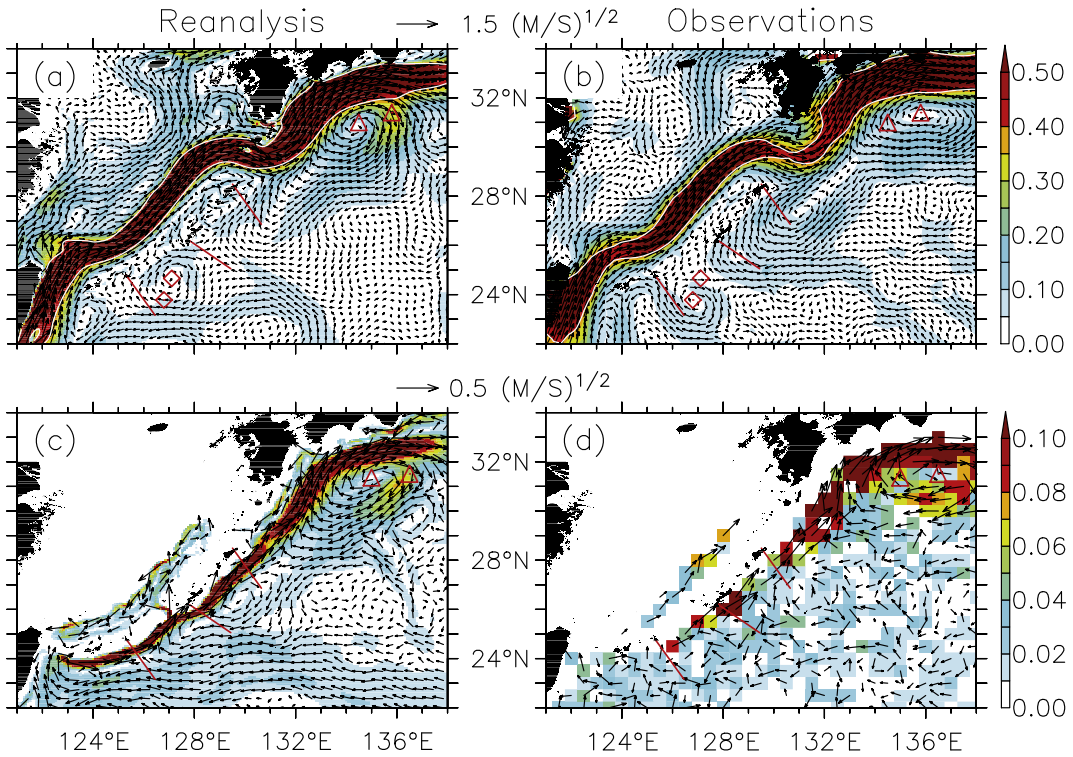 Reanalysis 1.5 (M/S)^1/2 Observations
(a) (b)
32°N
28°N
24°N
0.50
0.40
0.30
0.20
0.10
0.00
0.5 (M/S)^1/2
(c) (d)
32°N
28°N
24°N
0.10
0.08
0.06
0.04
0.02
0.00
124°E 128°E 132°E 136°E 124°E 128°E 132°E 136°E